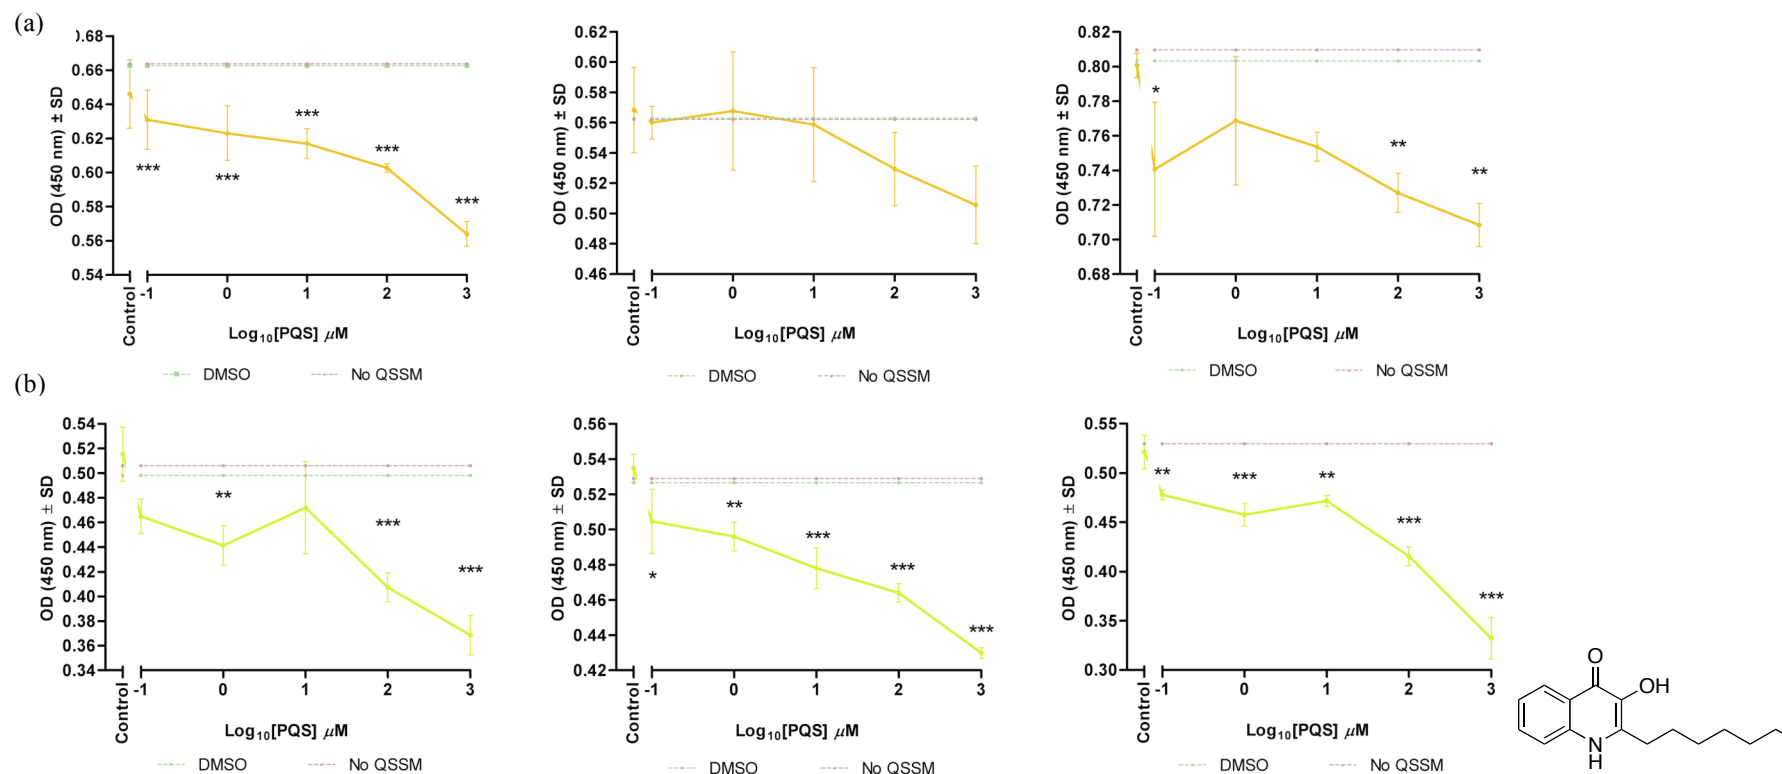 (a)
0.68
0.66
0.64
0.62
0.60
0.58
0.56
0.54
OD (450 nm) ± SD
*** *** *** *** ***
Control -1 0 1 2 3
Log10[PQS] µM
DMSO No QSSM
0.62
0.60
0.58
0.56
0.54
0.52
0.50
0.48
0.46
OD (450 nm) ± SD
Control -1 0 1 2 3
Log10[PQS] µM
DMSO No QSSM
0.82
0.80
0.78
0.76
0.74
0.72
0.70
0.68
OD (450 nm) ± SD
* ** **
Control -1 0 1 2 3
Log10[PQS] µM
DMSO No QSSM
(b)
0.54
0.52
0.50
0.48
0.46
0.44
0.42
0.40
0.38
0.36
0.34
OD (450 nm) ± SD
** *** ***
Control -1 0 1 2 3
Log10[PQS] µM
DMSO No QSSM
0.56
0.54
0.52
0.50
0.48
0.46
0.44
0.42
OD (450 nm) ± SD
* ** *** *** ***
Control -1 0 1 2 3
Log10[PQS] µM
DMSO No QSSM
0.55
0.50
0.45
0.40
0.35
0.30
OD (450 nm) ± SD
** *** ** *** ***
Control -1 0 1 2 3
Log10[PQS] µM
DMSO No QSSM
O
OH
N
H